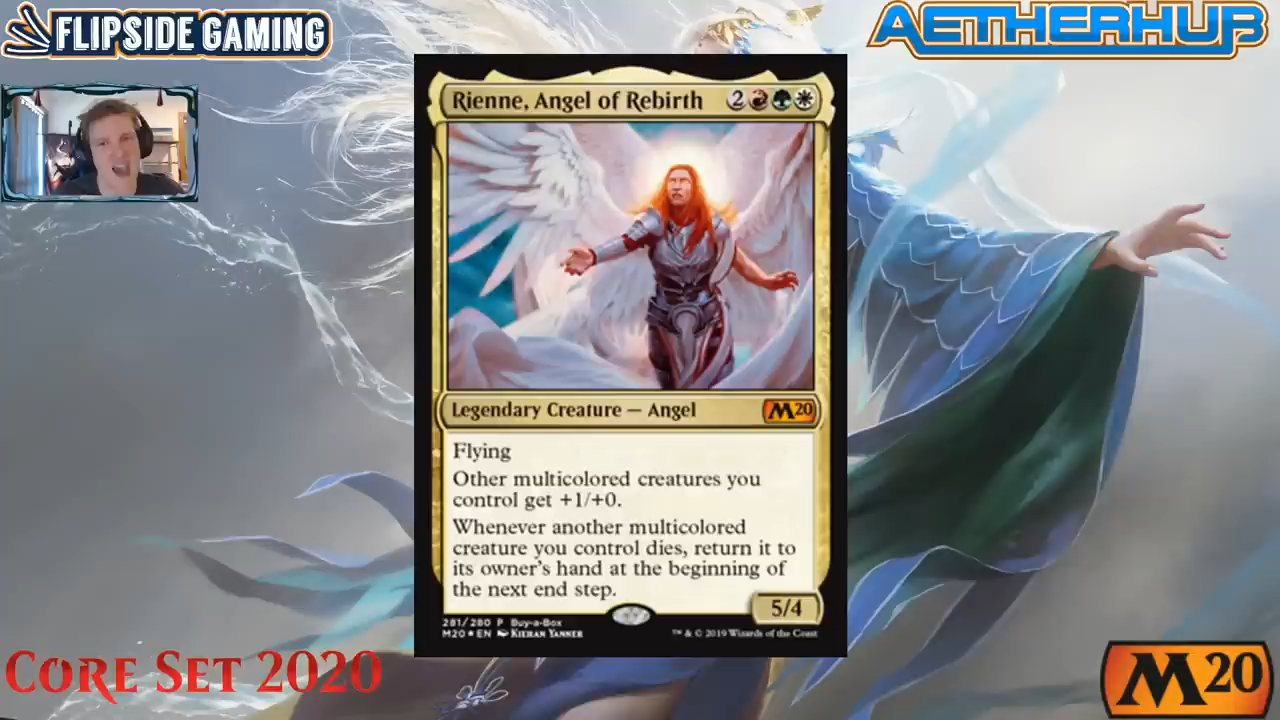 FLIPSIDE GAMING
AETHERHUB
Rienne, Angel of Rebirth 2
Legendary Creature — Angel M20
Flying
Other multicolored creatures you
control get +1/+0.
Whenever another multicolored
creature you control dies, return it to
its owner's hand at the beginning of
the next end step.
5/4
281/280 P Buy-a-Box
M20★EN Kieran Yanner
™ & © 2019 Wizards of the Coast
Core Set 2020
M20